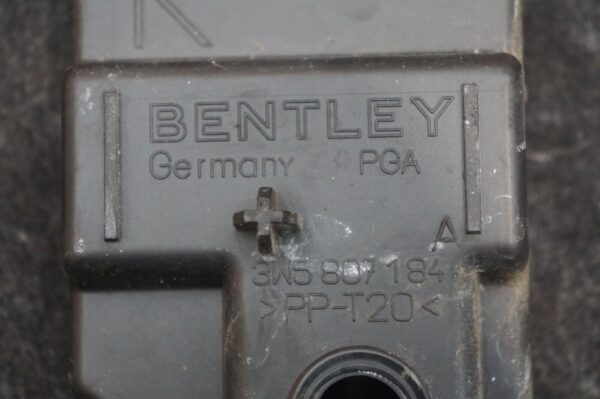 K
BENTLEY
Germany PGA
A
3W5 807 184
>PP-T20<